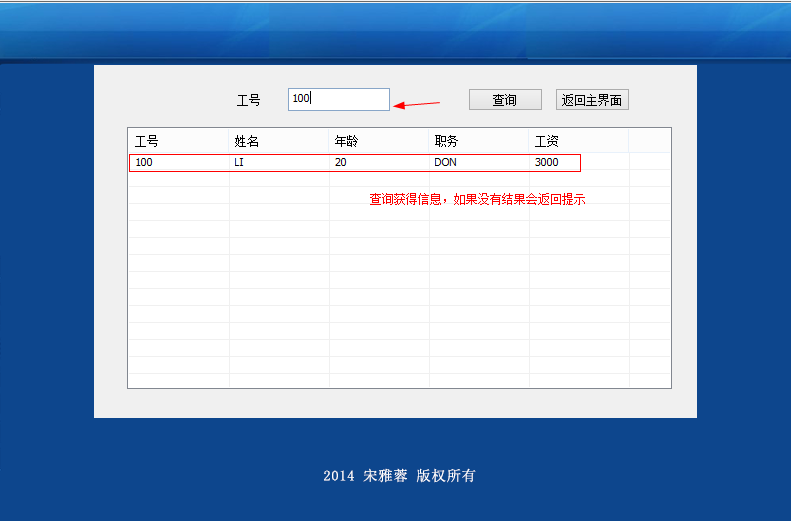 工号 100 查询 返回主界面
工号 姓名 年龄 职务 工资
100 LI 20 DON 3000
查询获得信息，如果没有结果会返回提示
2014 宋雅蓉 版权所有